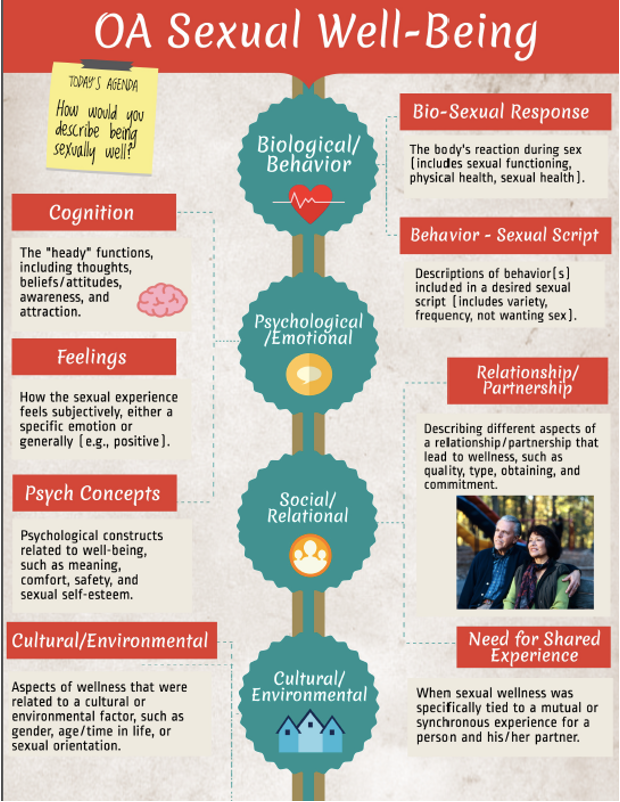 OA Sexual Well-Being
TODAY'S AGENDA
How would you
describe being
sexually well?
Biological/
Behavior
Bio-Sexual Response
The body's reaction during sex
[includes sexual functioning,
physical health, sexual health].
Behavior - Sexual Script
Descriptions of behavior[s]
included in a desired sexual
script [includes variety,
frequency, not wanting sex].
Cognition
The "heady" functions,
including thoughts,
beliefs/attitudes,
awareness, and
attraction.
Psychological
/Emotional
Feelings
How the sexual experience
feels subjectively, either a
specific emotion or
generally [e.g., positive].
Psych Concepts
Psychological constructs
related to well-being,
such as meaning,
comfort, safety, and
sexual self-esteem.
Social/
Relational
Relationship/
Partnership
Describing different aspects of
a relationship/partnership that
lead to wellness, such as
quality, type, obtaining, and
commitment.
Need for Shared
Experience
When sexual wellness was
specifically tied to a mutual or
synchronous experience for a
person and his/her partner.
Cultural/Environmental
Aspects of wellness that were
related to a cultural or
environmental factor, such as
gender, age/time in life, or
sexual orientation.
Cultural/
Environmental